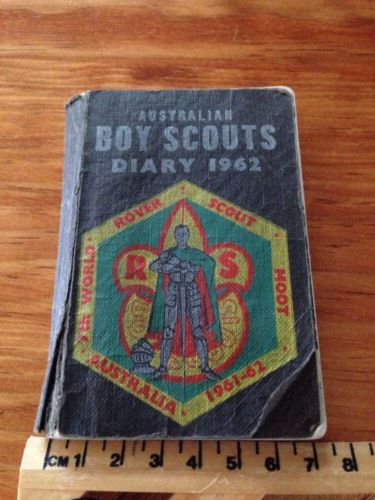 AUSTRALIAN
BOY SCOUTS
DIARY 1962
7th WORLD · ROVER · SCOUT · MOOT
R S
AUSTRALIA · 1961-62
CM 1 2 3 4 5 6 7 8